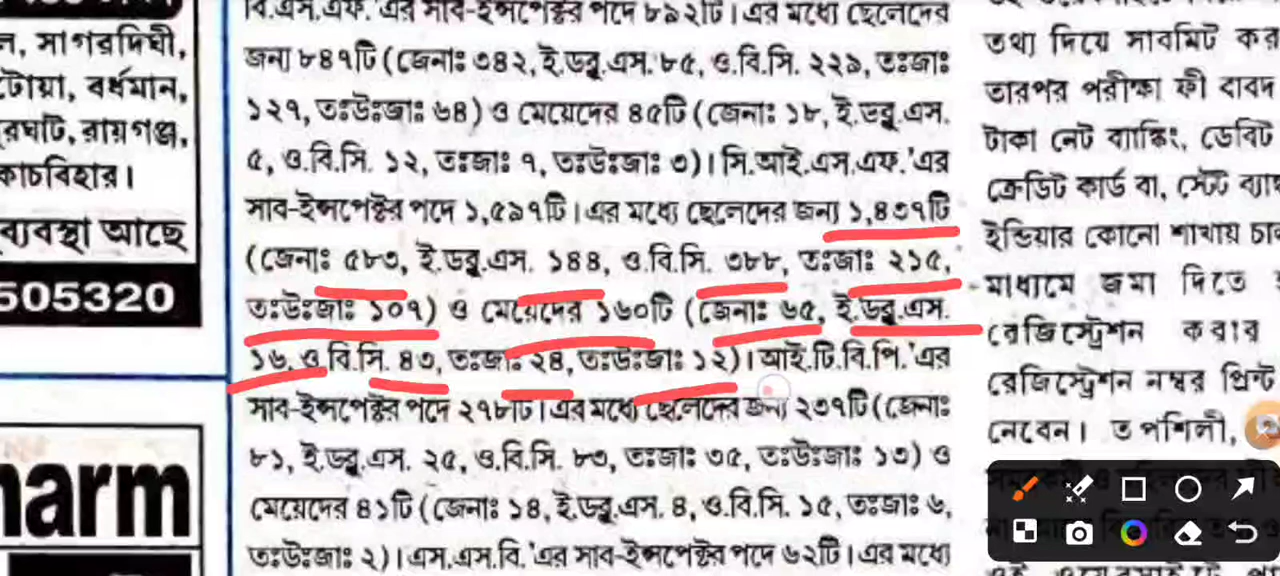 ন, সাগরদিঘী,
টোয়া, বর্ধমান,
রঘাট, রায়গঞ্জ,
কোচবিহার।
ব্যবস্থা আছে
505320
harm
বি.এস.এফ.'এর সাব-ইন্সপেক্টর পদে ৮৯২টি। এর মধ্যে ছেলেদের
জন্য ৮৪৭টি (জেনাঃ ৩৪২, ই.ডব্লু.এস. ৮৫, ও.বি.সি. ২২৯, তঃজাঃ
১২৭, তঃউঃজাঃ ৬৪) ও মেয়েদের ৪৫টি (জেনাঃ ১৮, ই.ডব্লু.এস.
৫, ও.বি.সি. ১২, তঃজাঃ ৭, তঃউঃজাঃ ৩)। সি.আই.এস.এফ.'এর
সাব-ইন্সপেক্টর পদে ১,৫৯৭টি। এর মধ্যে ছেলেদের জন্য ১,৪৩৭টি
(জেনাঃ ৫৮৩, ই.ডব্লু.এস. ১৪৪, ও.বি.সি. ৩৮৮, তঃজাঃ ২১৫,
তঃউঃজাঃ ১০৭) ও মেয়েদের ১৬০টি (জেনাঃ ৬৫, ই.ডব্লু.এস.
১৬, ও বি.সি. ৪৩, তঃজাঃ ২৪, তঃউঃজাঃ ১২)। আই.টি.বি.পি.'এর
সাব-ইন্সপেক্টর পদে ২৭৮টি। এর মধ্যে ছেলেদের জন্য ২৩৭টি (জেনাঃ
৮১, ই.ডব্লু.এস. ২৫, ও.বি.সি. ৮৩, তঃজাঃ ৩৫, তঃউঃজাঃ ১৩) ও
মেয়েদের ৪১টি (জেনাঃ ১৪, ই.ডব্লু.এস. ৪, ও.বি.সি. ১৫, তঃজাঃ ৬,
তঃউঃজাঃ ২)। এস.এস.বি.'এর সাব-ইন্সপেক্টর পদে ৬২টি। এর মধ্যে
তথ্য দিয়ে সাবমিট কর
তারপর পরীক্ষা ফী বাবদ
টাকা নেট ব্যাঙ্কিং, ডেবিট
ক্রেডিট কার্ড বা, স্টেট ব্যা
ইন্ডিয়ার কোনো শাখায় চা
মাধ্যমে জমা দিতে
রেজিস্ট্রেশন করার
রেজিস্ট্রেশন নম্বর প্রিন্ট
নেবেন। তপশিলী,